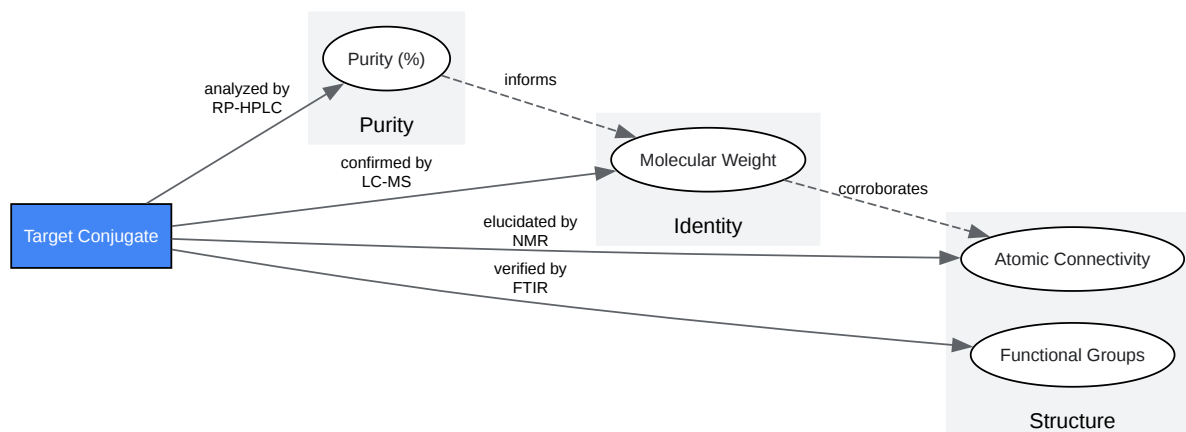 Purity (%)
informs
analyzed by
RP-HPLC
Purity
confirmed by
LC-MS
Molecular Weight
corroborates
Identity
Target Conjugate
elucidated by
NMR
Atomic Connectivity
verified by
FTIR
Functional Groups
Structure